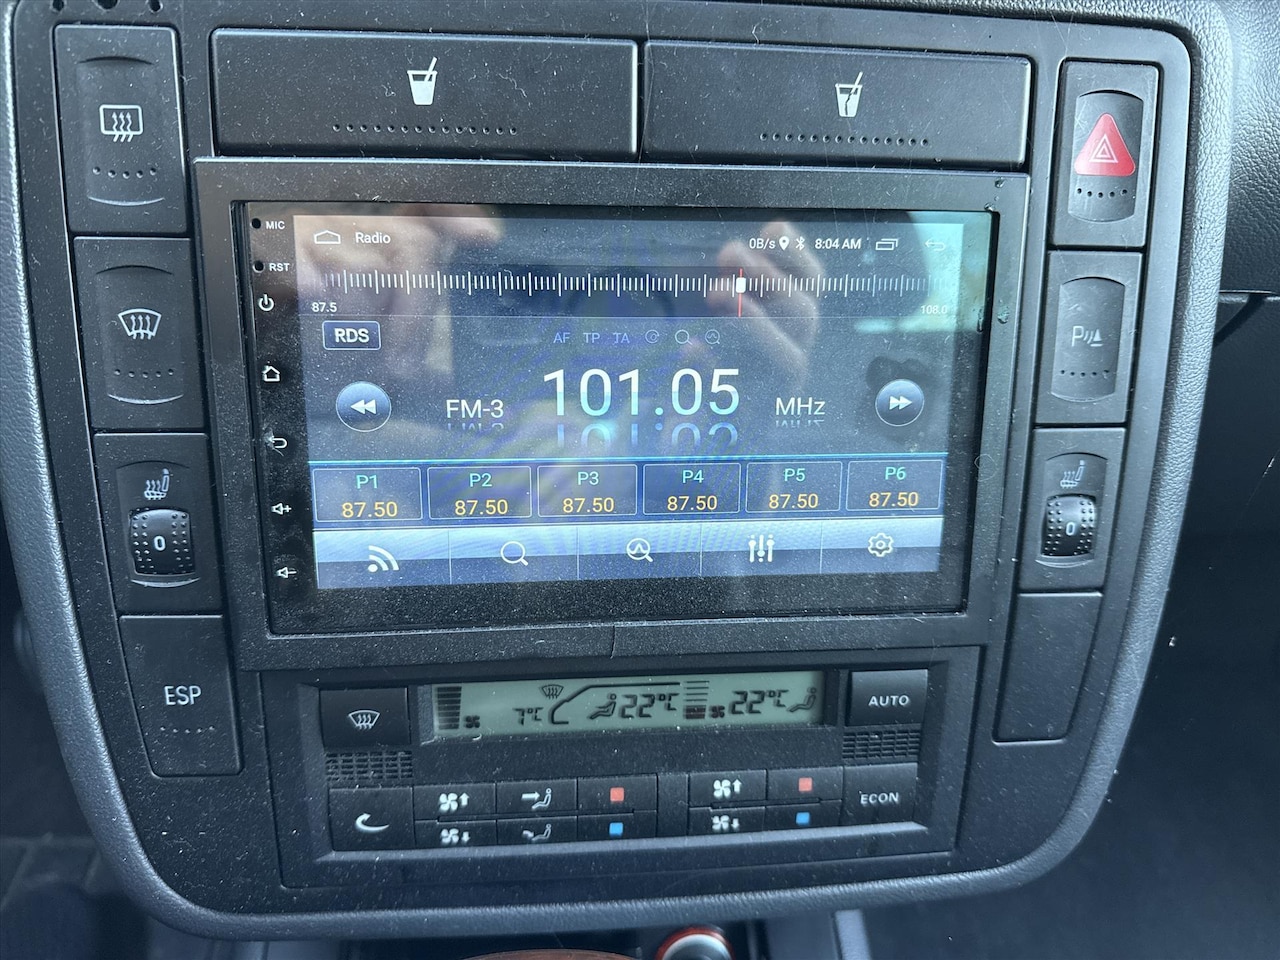 MIC
RST
Radio
0B/s 8:04 AM
87.5
108.0
RDS
AF TP TA
FM-3 101.05 MHz
P1 P2 P3 P4 P5 P6
87.50 87.50 87.50 87.50 87.50 87.50
P
0
0
ESP
7°C 22°C 22°C
AUTO
ECON